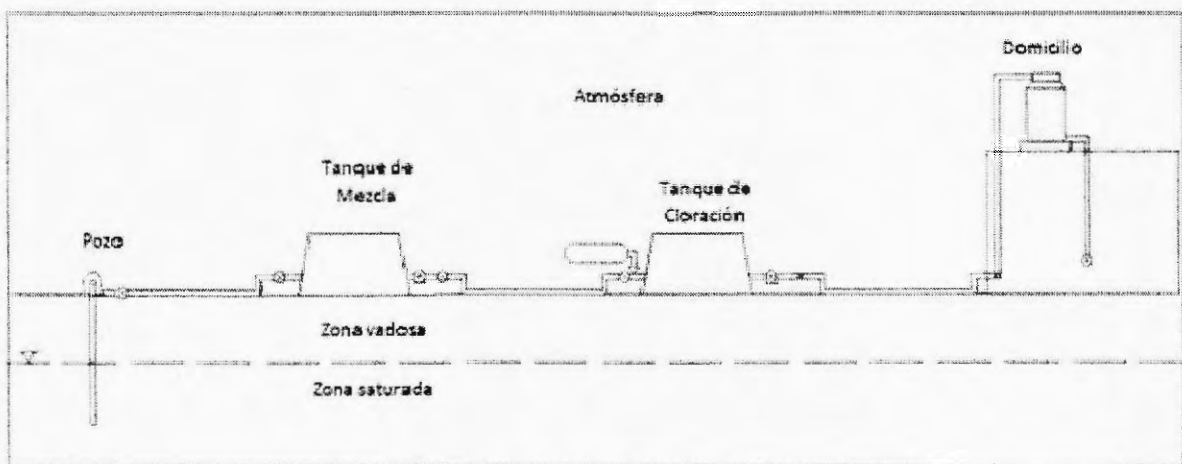 Domicilio
Atmósfera
Tanque de
Mezcla
Tanque de
Cloración
Pozo
Zona vadosa
Zona saturada